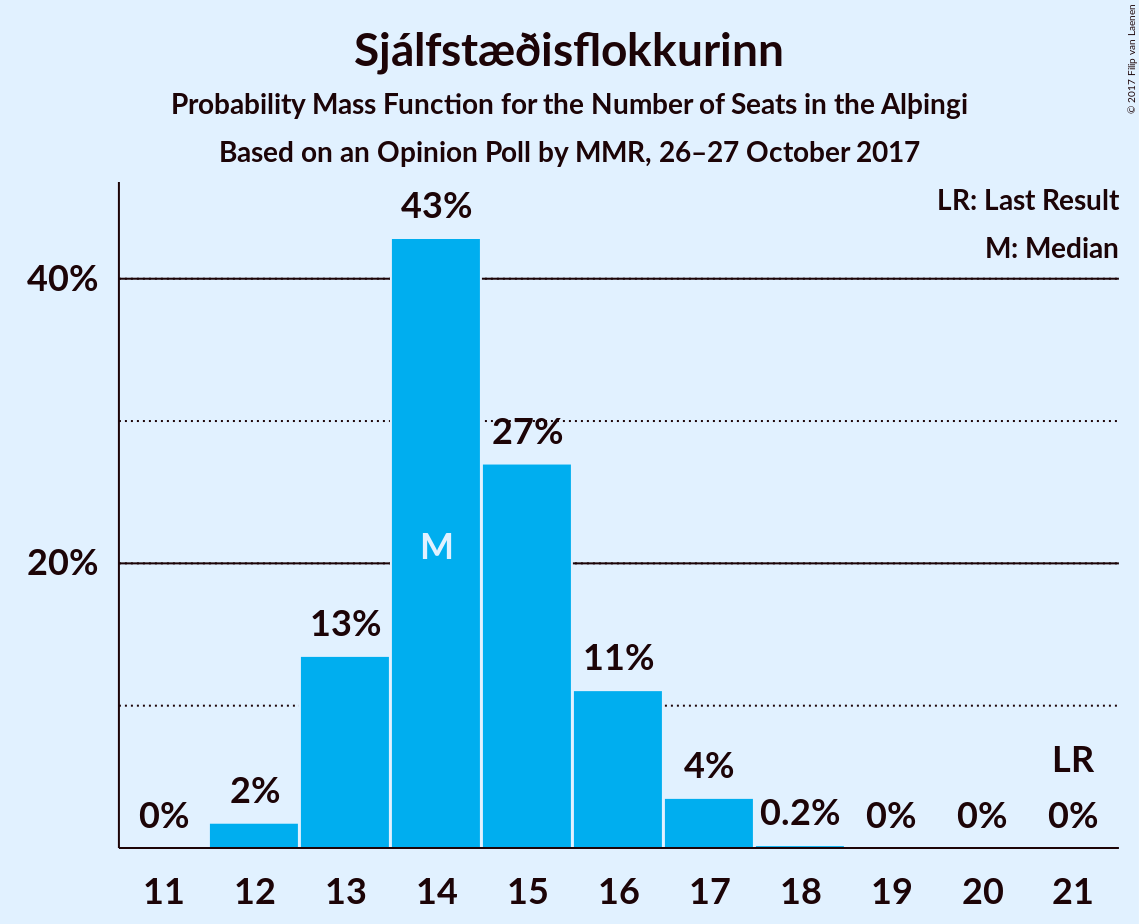 Sjálfstæðisflokkurinn
Probability Mass Function for the Number of Seats in the Alþingi
Based on an Opinion Poll by MMR, 26–27 October 2017
© 2017 Filip van Laenen
LR: Last Result
M: Median
40%
20%
0%
2%
13%
43%
M
27%
11%
4%
0.2%
0%
0%
LR
0%
11 12 13 14 15 16 17 18 19 20 21